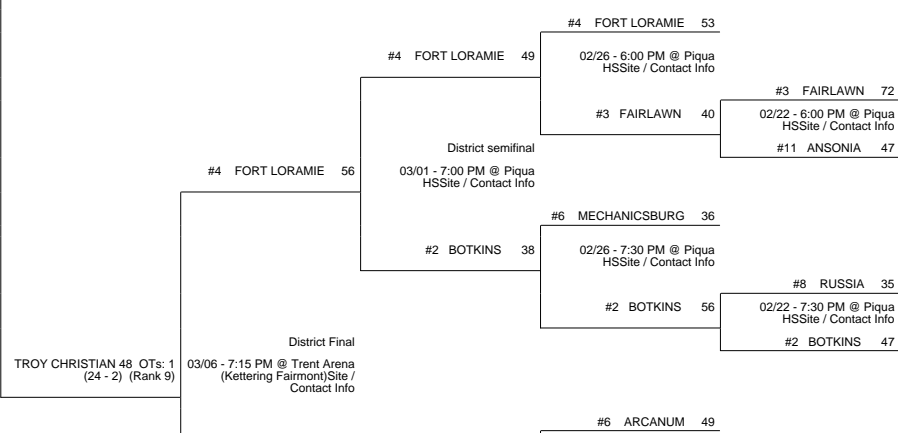 #4 FORT LORAMIE 53
#4 FORT LORAMIE 49
02/26 - 6:00 PM @ Piqua
HSSite / Contact Info
#3 FAIRLAWN 72
#3 FAIRLAWN 40
02/22 - 6:00 PM @ Piqua
HSSite / Contact Info
District semifinal
#11 ANSONIA 47
#4 FORT LORAMIE 56
03/01 - 7:00 PM @ Piqua
HSSite / Contact Info
#6 MECHANICSBURG 36
#2 BOTKINS 38
02/26 - 7:30 PM @ Piqua
HSSite / Contact Info
#8 RUSSIA 35
#2 BOTKINS 56
02/22 - 7:30 PM @ Piqua
HSSite / Contact Info
District Final
#2 BOTKINS 47
TROY CHRISTIAN 48 OTs: 1
(24 - 2) (Rank 9)
03/06 - 7:15 PM @ Trent Arena
(Kettering Fairmont)Site /
Contact Info
#6 ARCANUM 49